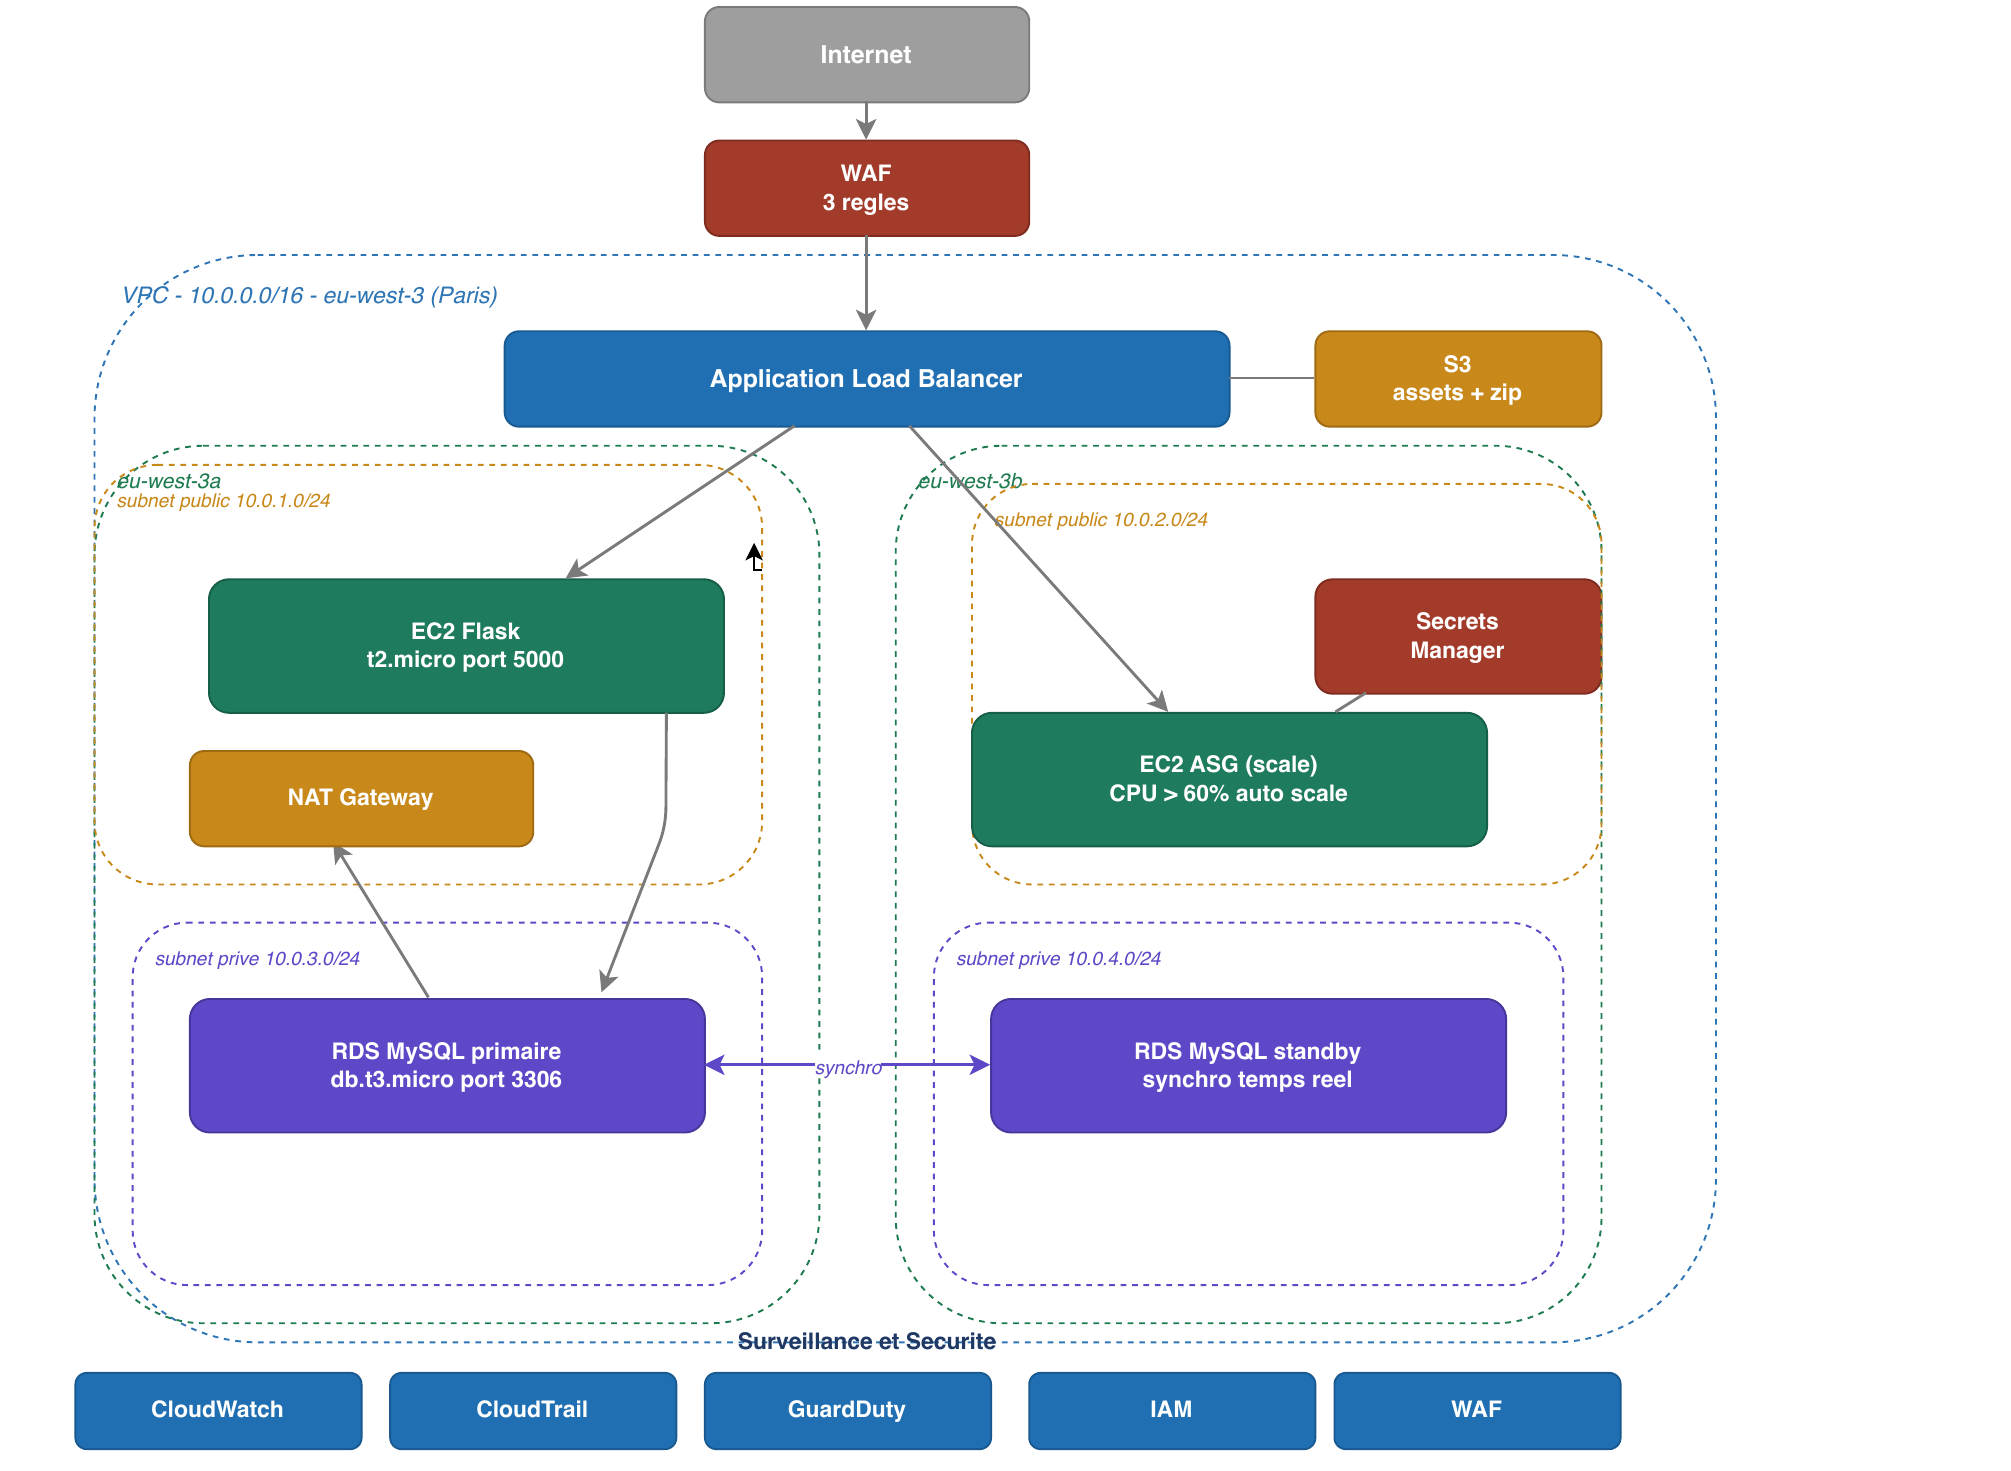 Internet
WAF
3 regles
VPC - 10.0.0.0/16 - eu-west-3 (Paris)
Application Load Balancer
S3
assets + zip
eu-west-3a
subnet public 10.0.1.0/24
eu-west-3b
subnet public 10.0.2.0/24
EC2 Flask
t2.micro port 5000
Secrets
Manager
NAT Gateway
EC2 ASG (scale)
CPU > 60% auto scale
subnet prive 10.0.3.0/24
subnet prive 10.0.4.0/24
RDS MySQL primaire
db.t3.micro port 3306
synchro
RDS MySQL standby
synchro temps reel
Surveillance et Securite
CloudWatch
CloudTrail
GuardDuty
IAM
WAF